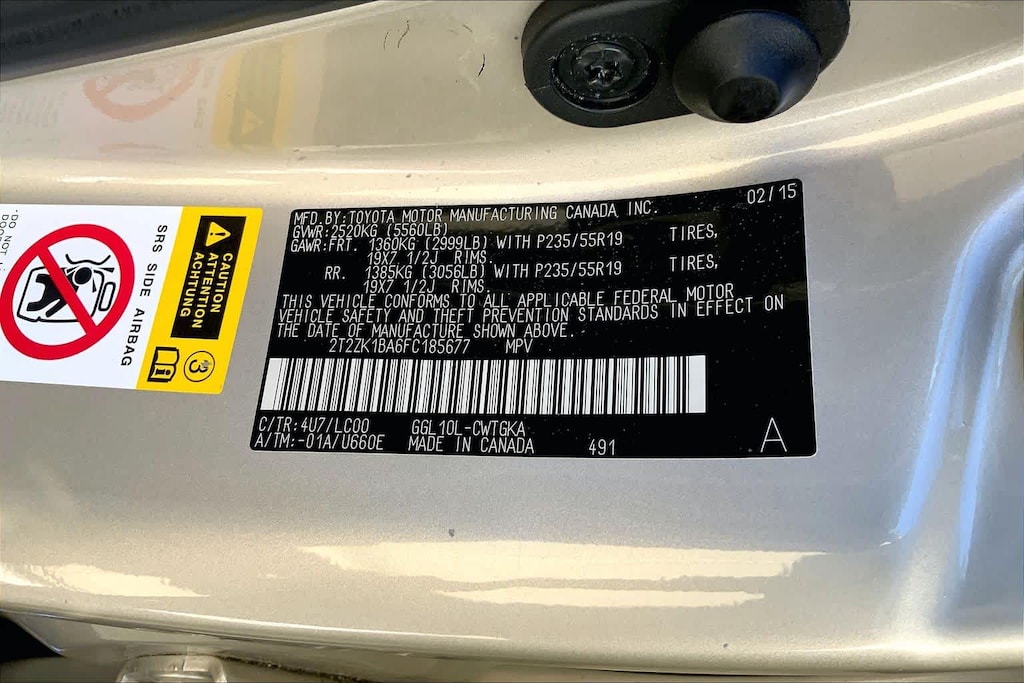 02/15
MFD.BY:TOYOTA MOTOR MANUFACTURING CANADA INC.
GVWR:2520KG (5560LB)
GAWR:FRT. 1360KG (2999LB) WITH P235/55R19 TIRES,
19X7 1/2J RIMS.
RR. 1385KG (3056LB) WITH P235/55R19 TIRES,
19X7 1/2J RIMS.
THIS VEHICLE CONFORMS TO ALL APPLICABLE FEDERAL MOTOR
VEHICLE SAFETY AND THEFT PREVENTION STANDARDS IN EFFECT ON
THE DATE OF MANUFACTURE SHOWN ABOVE.
2T2ZK1BA6FC185677 MPV
C/TR:4U7/LC00 GGL10L-CWTGKA
A/TM:-01A/U660E MADE IN CANADA 491 A
CAUTION
ATTENTION
ACHTUNG
3
SRS SIDE AIRBAG
DO NOT